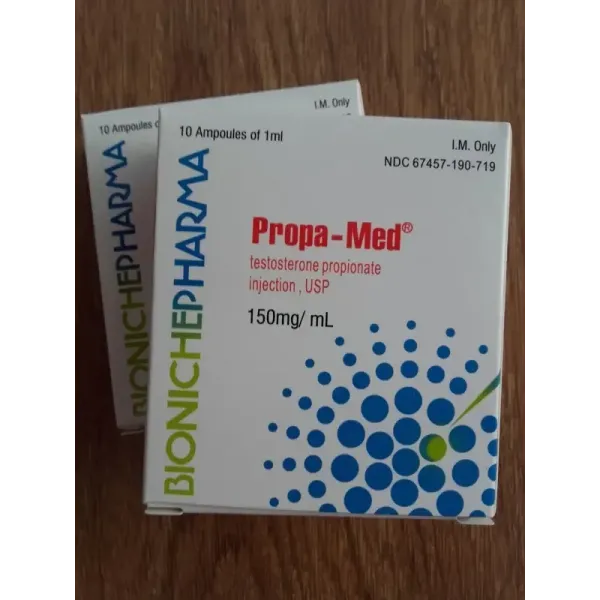 I.M. Only
10 Ampoules
BIONICHEPHARMA
10 Ampoules of 1ml
I.M. Only
NDC 67457-190-719
BIONICHEPHARMA
Propa-Med®
testosterone propionate
injection, USP
150mg/ mL